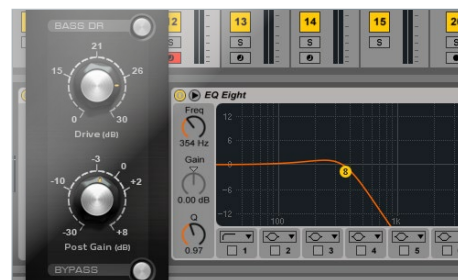 12 13 14 15 20
S S S S S
BASS DR
21
15 26
0 30
Drive (dB)
-3
-10 0
+2
-30 +8
Post Gain (dB)
BYPASS
EQ Eight
Freq
354 Hz
Gain
0.00 dB
Q
0.97
12
6
0
-6
-12
100 1K
8
1 2 3 4 5